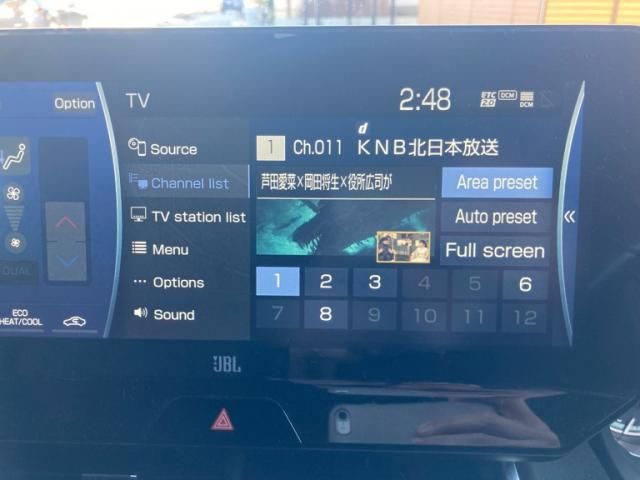 Option
TV
2:48
ETC 2.0
DCM
DCM
Source
1 Ch.011 KNB北日本放送
Channel list
芦田愛菜×岡田将生×役所広司が
Area preset
TV station list
Auto preset
Menu
Full screen
Options
1 2 3 4 5 6
Sound
7 8 9 10 11 12
DUAL
ECO
HEAT/COOL
JBL